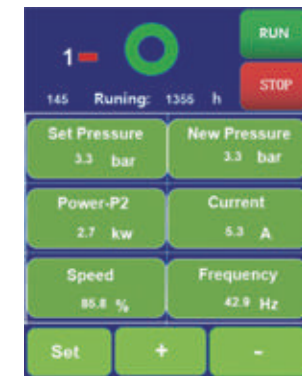 RUN
1
STOP
145 Runing: 1355 h
Set Pressure New Pressure
3.3 bar 3.3 bar
Power-P2 Current
2.7 kw 5.3 A
Speed Frequency
85.8 % 42.9 Hz
Set + -